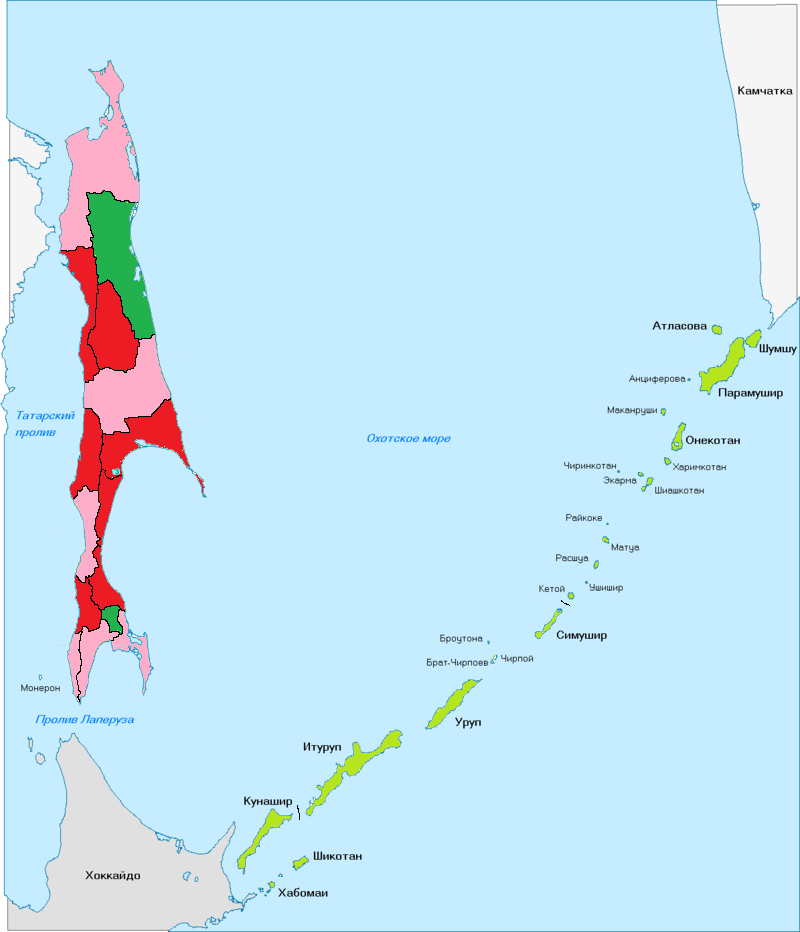 Камчатка
Атласова
Шумшу
Анциферова
Парамушир
Маканруши
Татарский
пролив
Охотское море
Онекотан
Чиринкотан
Харимкотан
Экарма
Шиашкотан
Райкоке
Матуа
Расшуа
Кетой
Ушишир
Симушир
Броутона
Брат-Чирпоев
Чирпой
Монерон
Пролив Лаперуза
Уруп
Итуруп
Кунашир
Шикотан
Хоккайдо
Хабомаи